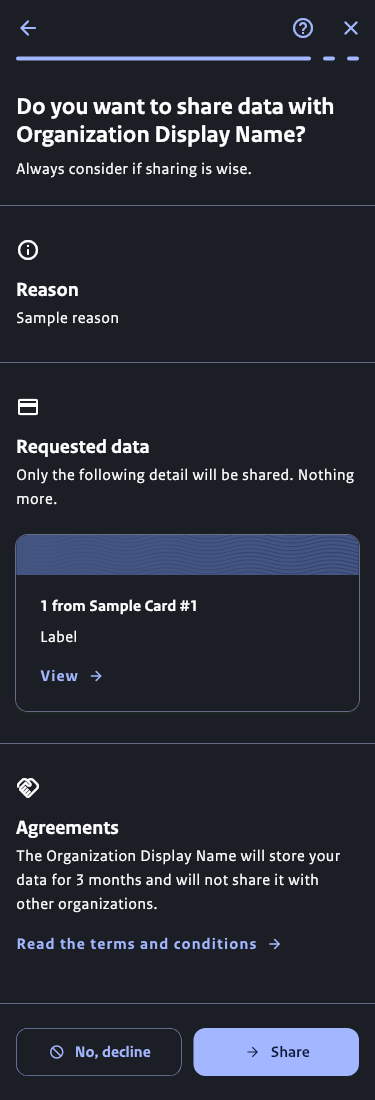 Do you want to share data with
Organization Display Name?
Always consider if sharing is wise.
Reason
Sample reason
Requested data
Only the following detail will be shared. Nothing
more.
1 from Sample Card #1
Label
View
Agreements
The Organization Display Name will store your
data for 3 months and will not share it with
other organizations.
Read the terms and conditions
No, decline
Share